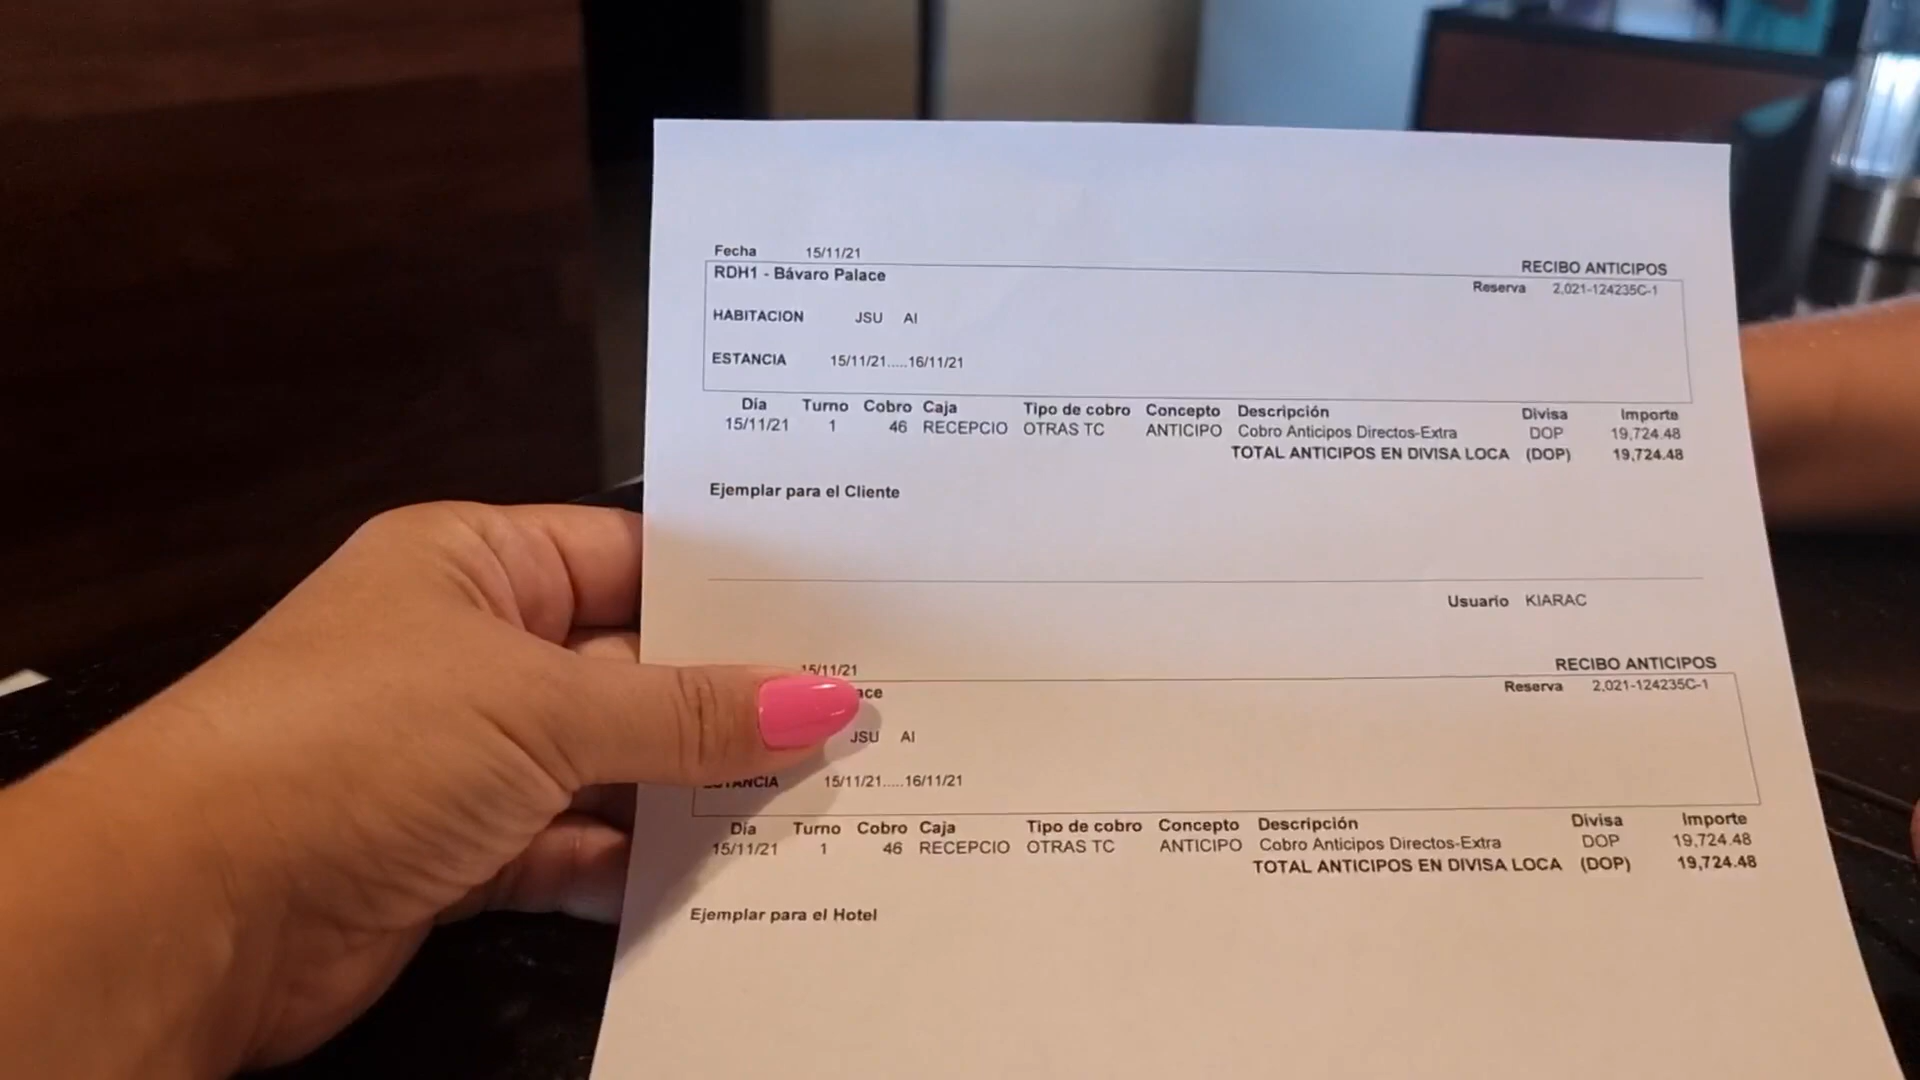 Fecha 15/11/21
RECIBO ANTICIPOS
RDH1 - Bávaro Palace
Reserva 2,021-124235C-1
HABITACION JSU AI
ESTANCIA 15/11/21.....16/11/21
Día Turno Cobro Caja Tipo de cobro Concepto Descripción Divisa Importe
15/11/21 1 46 RECEPCIO OTRAS TC ANTICIPO Cobro Anticipos Directos-Extra DOP 19,724.48
TOTAL ANTICIPOS EN DIVISA LOCA (DOP) 19,724.48
Ejemplar para el Cliente
Usuario KIARAC
15/11/21
RECIBO ANTICIPOS
Reserva 2,021-124235C-1
JSU AI
15/11/21.....16/11/21
Día Turno Cobro Caja Tipo de cobro Concepto Descripción Divisa Importe
15/11/21 1 46 RECEPCIO OTRAS TC ANTICIPO Cobro Anticipos Directos-Extra DOP 19,724.48
TOTAL ANTICIPOS EN DIVISA LOCA (DOP) 19,724.48
Ejemplar para el Hotel